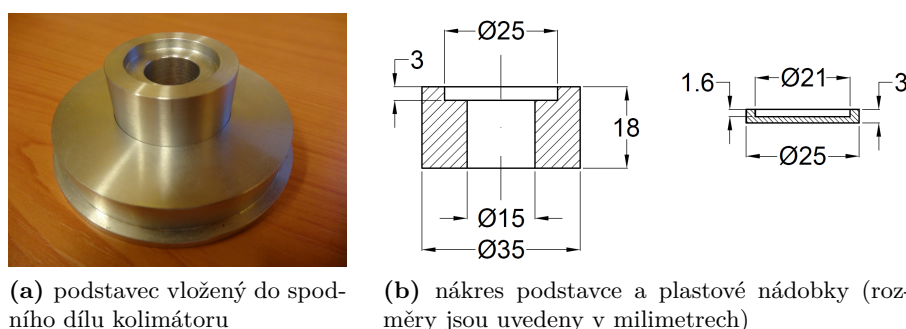 Ø25
3
18
Ø15
Ø35
1.6
Ø21
3
Ø25
(a) podstavec vložený do spod-
ního dílu kolimátoru
(b) nákres podstavce a plastové nádobky (roz-
měry jsou uvedeny v milimetrech)